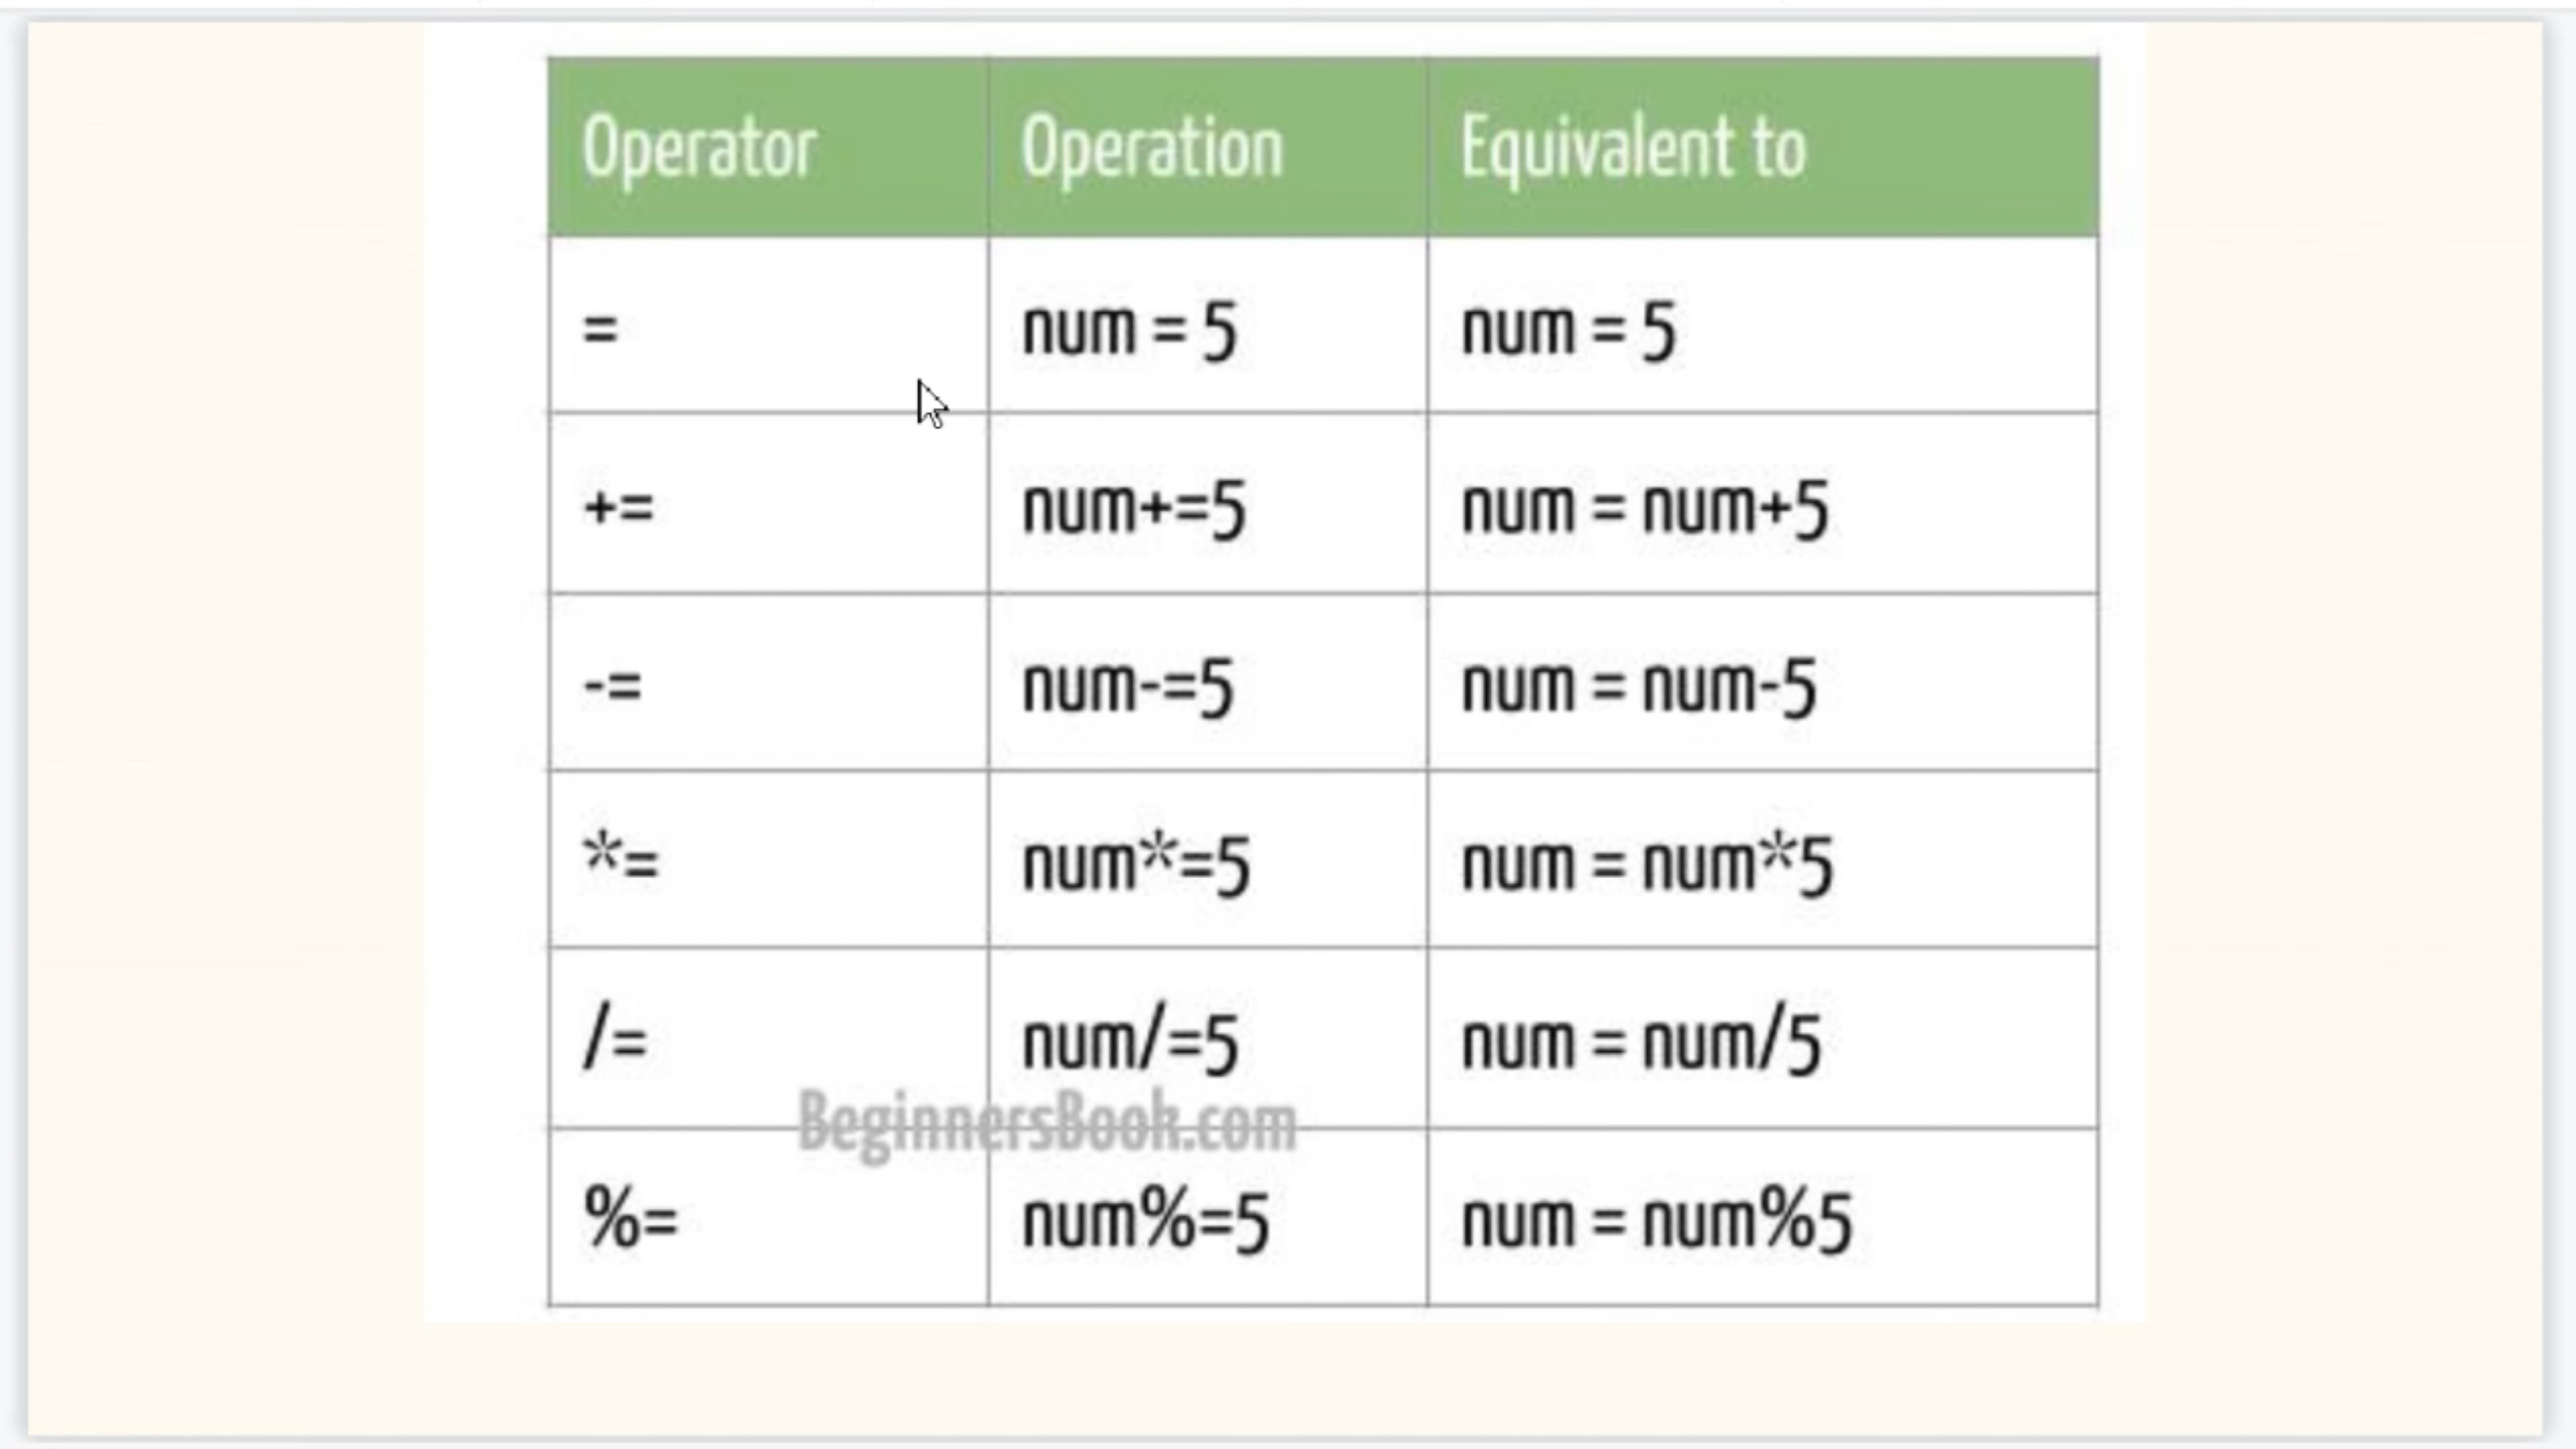 Operator Operation Equivalent to
= num = 5 num = 5
+= num+=5 num = num+5
-= num-=5 num = num-5
*= num*=5 num = num*5
/= num/=5 num = num/5
BeginnersBook.com
%= num%=5 num = num%5